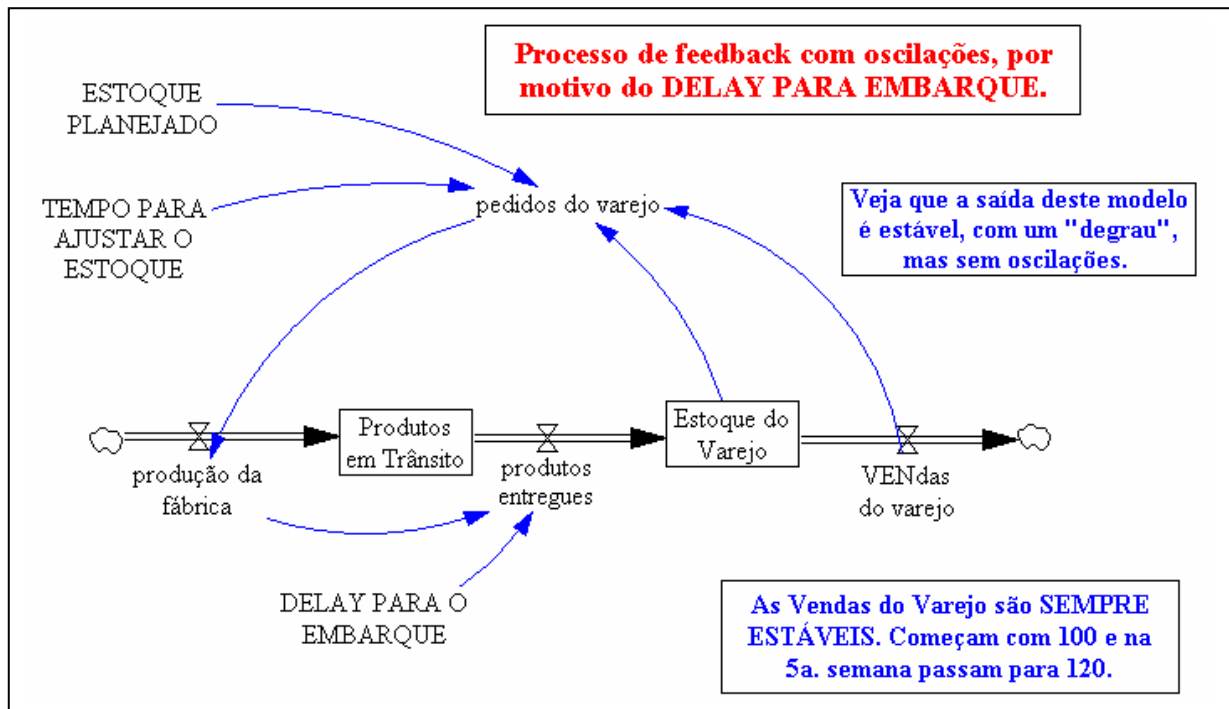 Processo de feedback com oscilações, por
motivo do DELAY PARA EMBARQUE.
ESTOQUE
PLANEJADO
TEMPO PARA
AJUSTAR O
ESTOQUE
pedidos do varejo
Veja que a saída deste modelo
é estável, com um "degrau",
mas sem oscilações.
produção da
fábrica
Produtos
em Trânsito
produtos
entregues
Estoque do
Varejo
VENdas
do varejo
DELAY PARA O
EMBARQUE
As Vendas do Varejo são SEMPRE
ESTÁVEIS. Começam com 100 e na
5a. semana passam para 120.